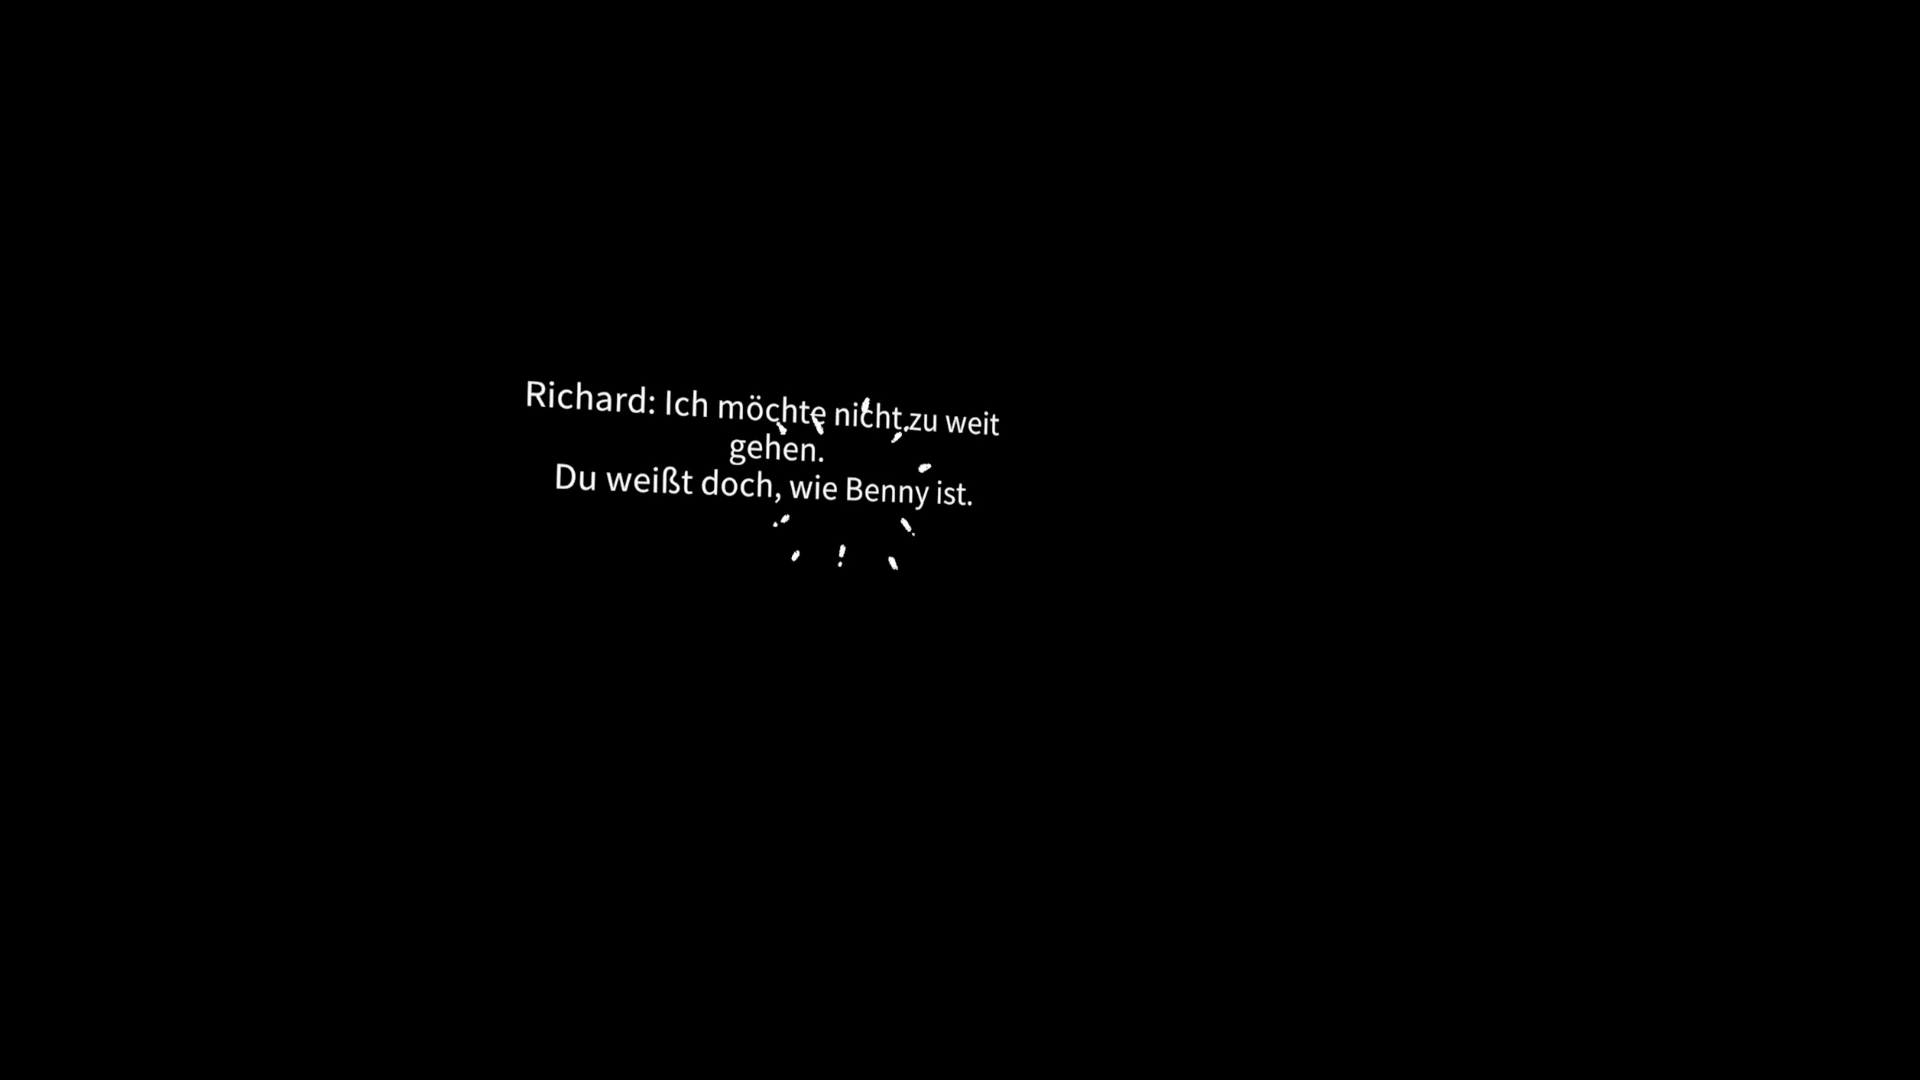 Richard: Ich möchte nicht zu weit
gehen.
Du weißt doch, wie Benny ist.